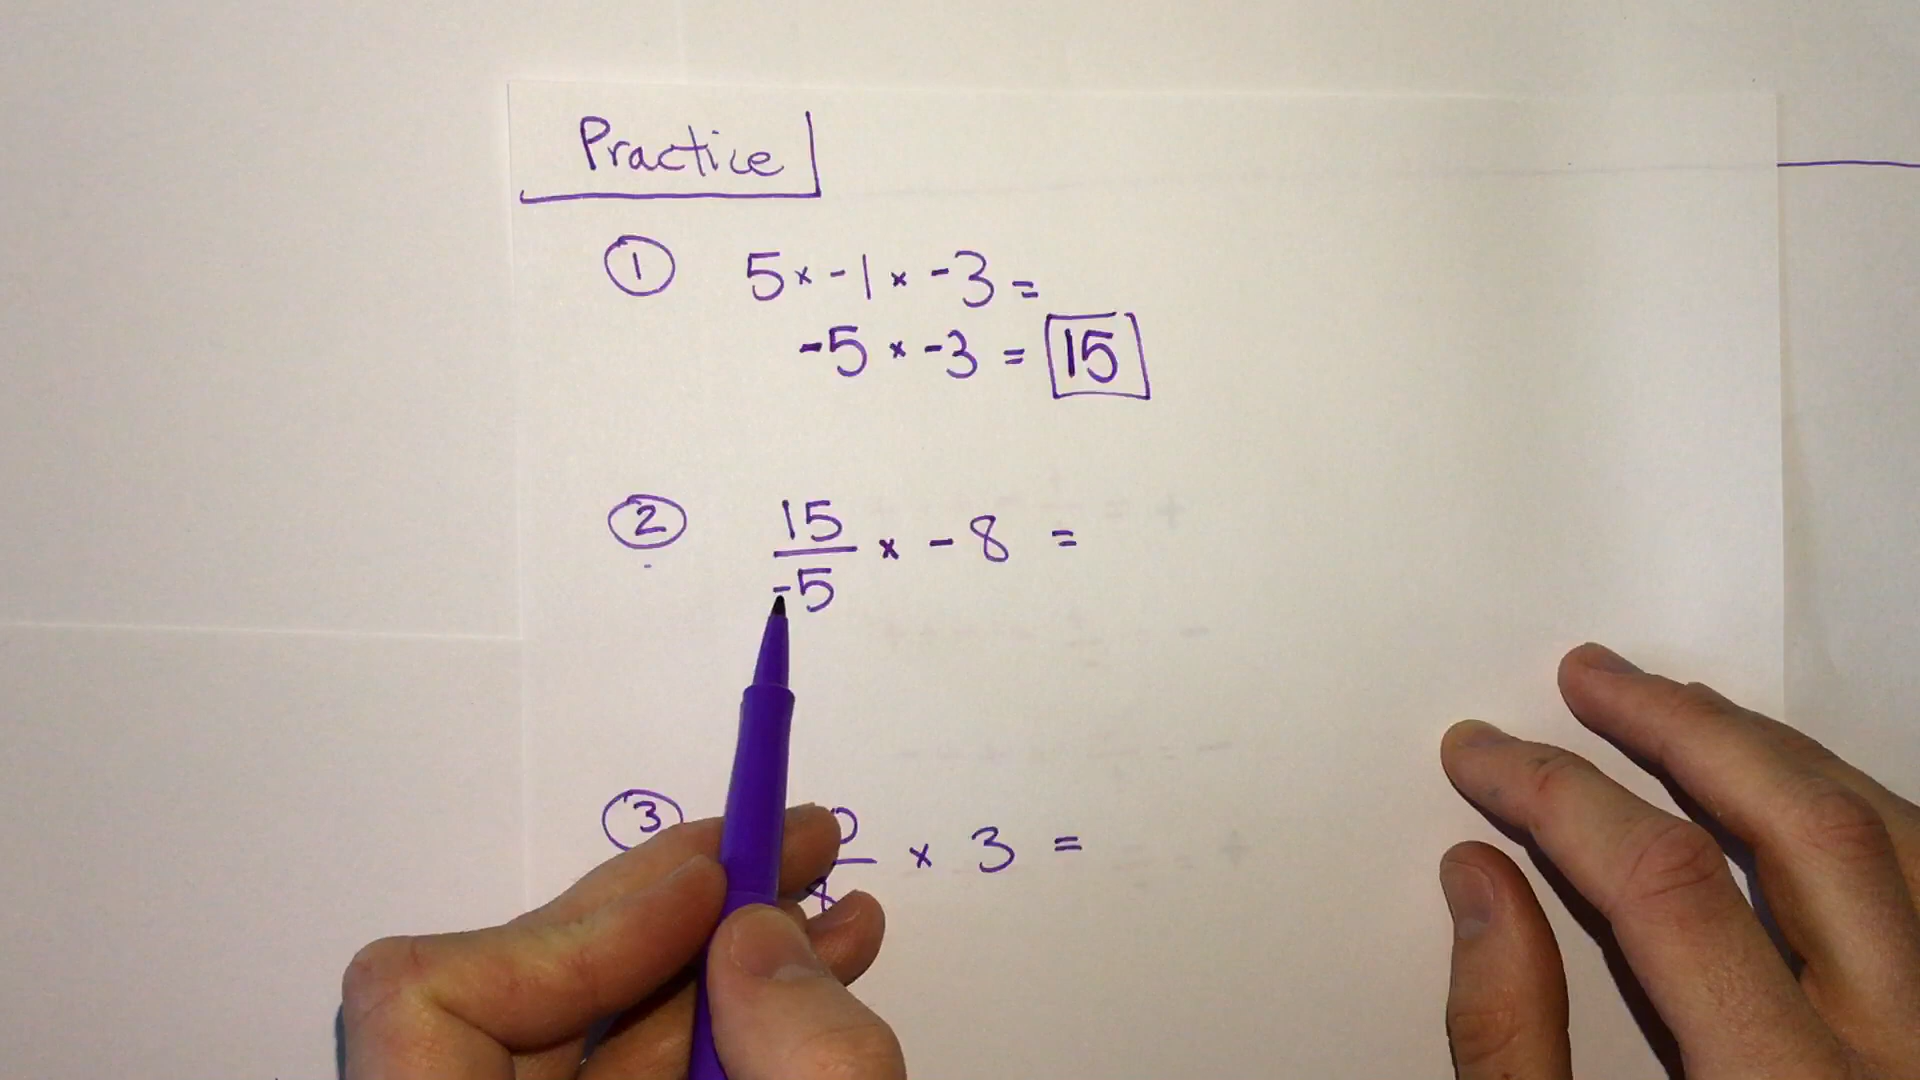 Practice
① 5 × -1 × -3 =
-5 × -3 = 15
② 15/-5 × -8 =
③ × 3 =